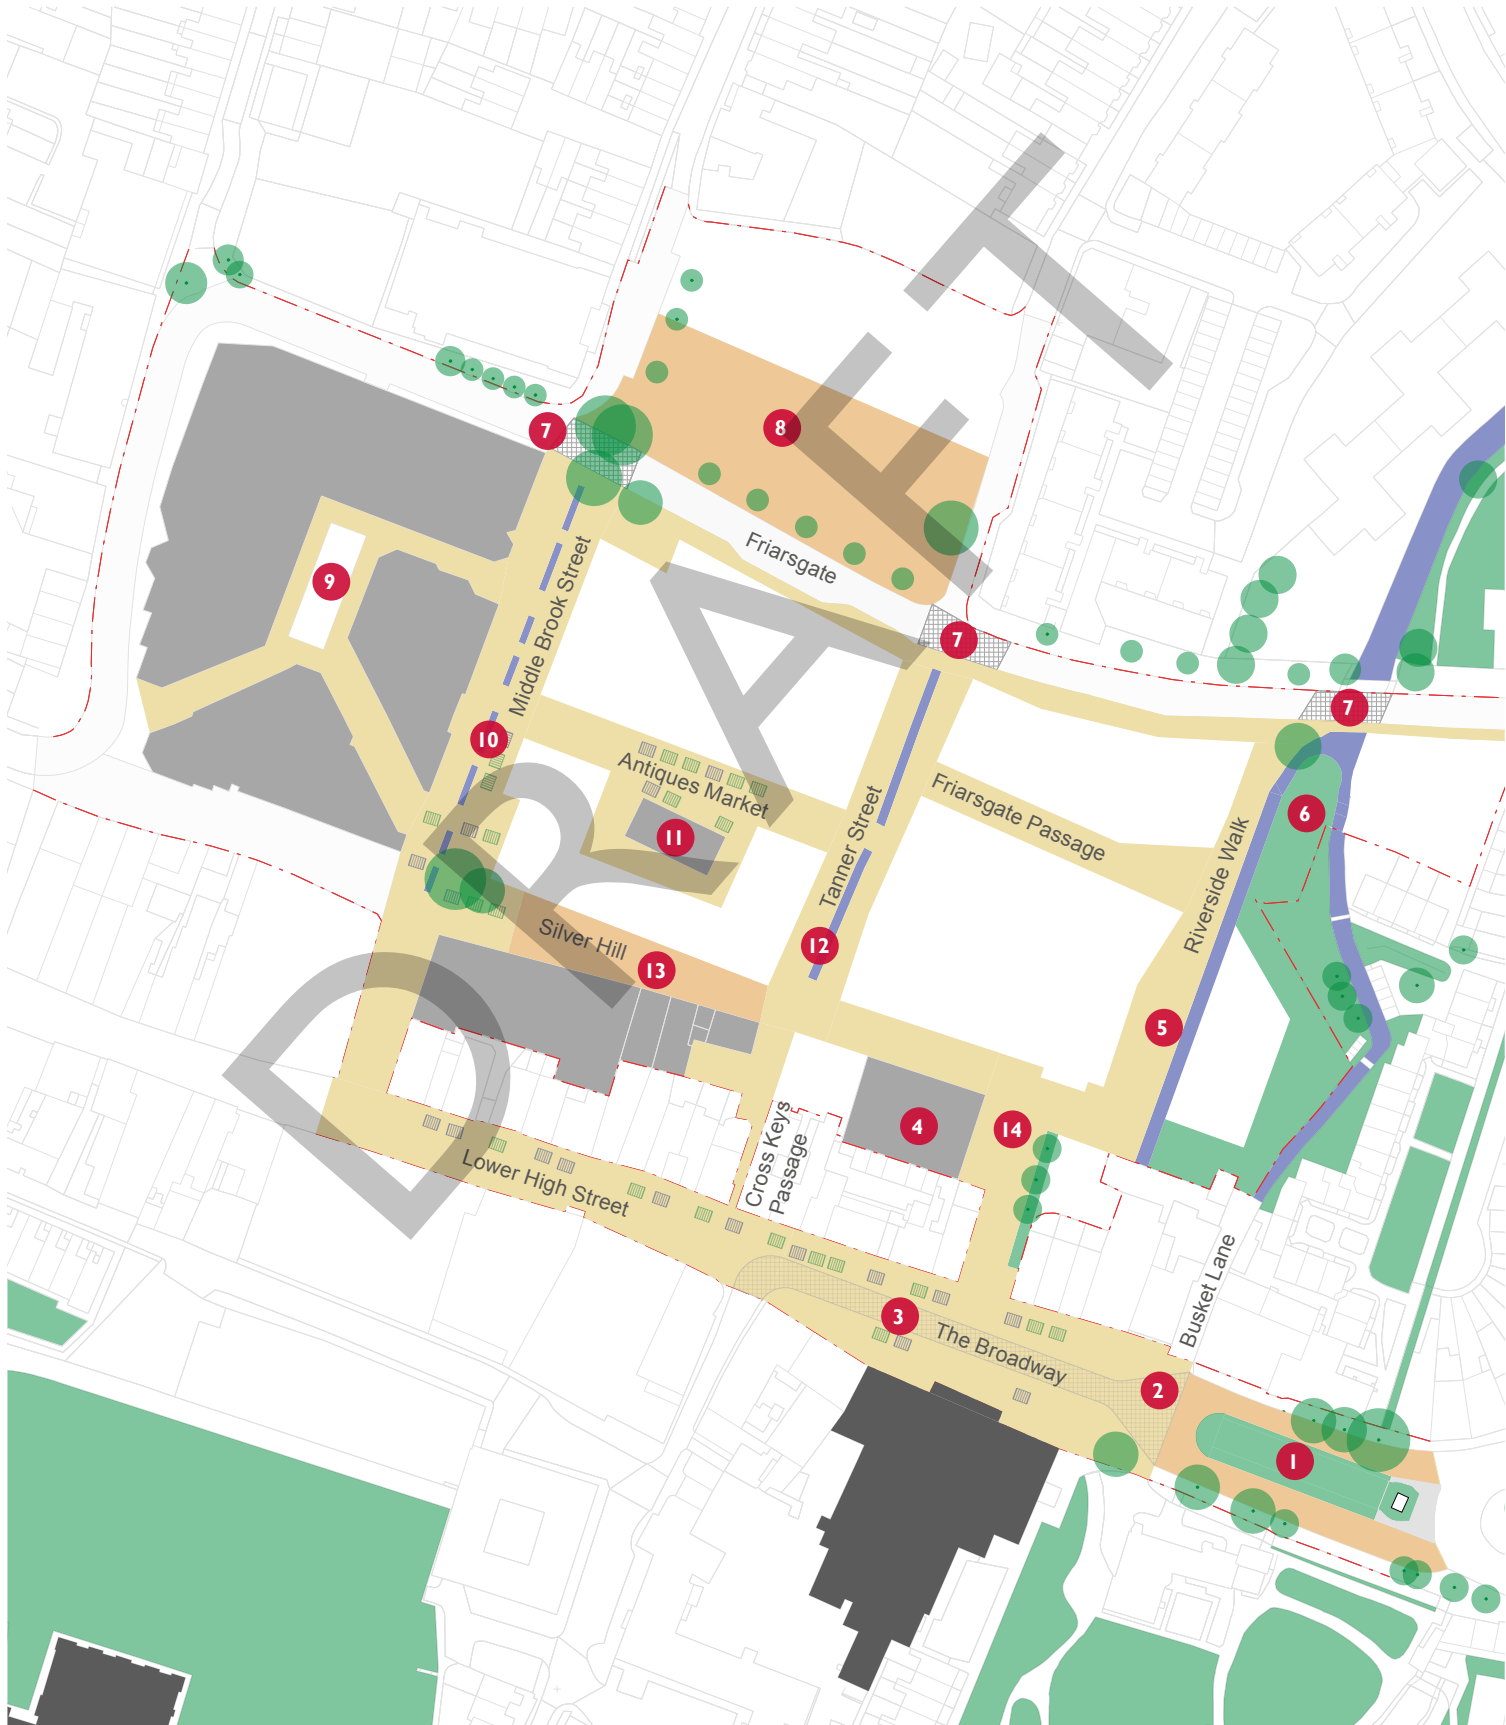 7
8
Friarsgate
9
7
Middle Brook Street
7
10
Antiques Market
Friarsgate Passage
6
11
Tanner Street
Riverside Walk
12
Silver Hill
13
5
4
14
Cross Keys
Passage
Lower High Street
Busket Lane
3
The Broadway
2
1
DRAFT